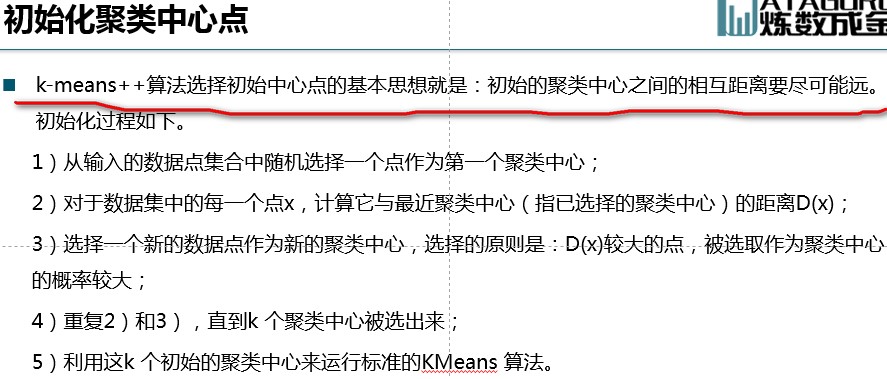 初始化聚类中心点
ATAGURU
炼数成金
k-means++算法选择初始中心点的基本思想就是：初始的聚类中心之间的相互距离要尽可能远。
初始化过程如下。
1）从输入的数据点集合中随机选择一个点作为第一个聚类中心；
2）对于数据集中的每一个点x，计算它与最近聚类中心（指已选择的聚类中心）的距离D(x)；
3）选择一个新的数据点作为新的聚类中心，选择的原则是：D(x)较大的点，被选取作为聚类中心
的概率较大；
4）重复2）和3），直到k 个聚类中心被选出来；
5）利用这k 个初始的聚类中心来运行标准的KMeans 算法。